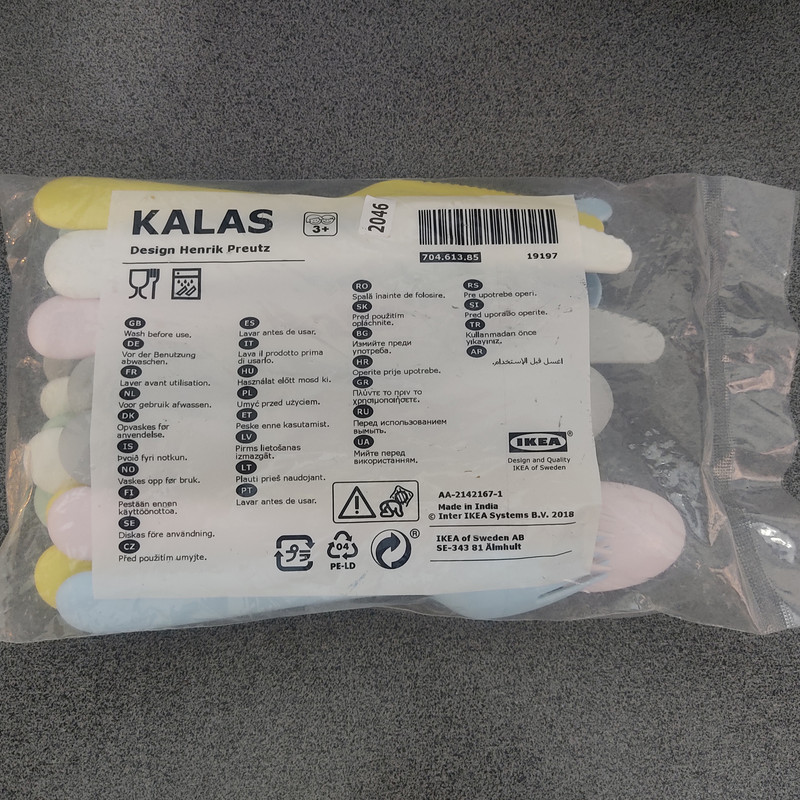 KALAS
Design Henrik Preutz
3+
2046
704.613.85
19197
GB
Wash before use.
DE
Vor der Benutzung
abwaschen.
FR
Laver avant utilisation.
NL
Voor gebruik afwassen.
DK
Opvaskes før
anvendelse.
IS
Þvoið fyri notkun.
NO
Vaskes opp før bruk.
FI
Pestään ennen
käyttöönottoa.
SE
Diskas före användning.
CZ
Před použitím umyjte.
ES
Lavar antes de usar.
IT
Lava il prodotto prima
di usarlo.
HU
Használat előtt mosd ki.
PL
Umyć przed użyciem.
ET
Peske enne kasutamist.
LV
Pirms lietošanas
izmazgāt.
LT
Plauti prieš naudojant.
PT
Lavar antes de usar.
RO
Spală înainte de folosire.
SK
Pred použitím
opláchnite.
BG
Измийте преди
употреба.
HR
Operite prije upotrebe.
GR
Πλύντε το πριν το
χρησιμοποιήσετε.
RU
Перед использованием
вымыть.
UA
Мийте перед
використанням.
RS
Pre upotrebe operi.
SI
Pred uporabo operite.
TR
Kullanmadan önce
yıkayınız.
AR
اغسل قبل الاستخدام.
IKEA®
Design and Quality
IKEA of Sweden
AA-2142167-1
Made in India
© Inter IKEA Systems B.V. 2018
IKEA of Sweden AB
SE-343 81 Älmhult
プラ
04
PE-LD
®